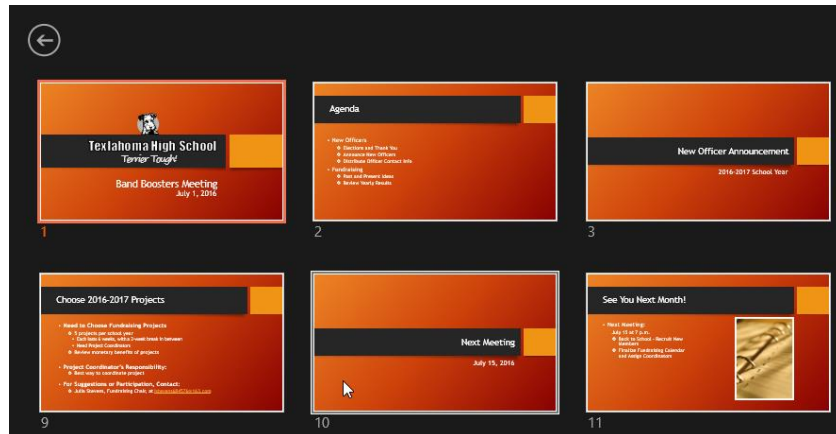 Texlahoma High School
Terrier Tough!
Band Boosters Meeting
July 1, 2016
1
Agenda
New Officers
Elections and Thank You
Announce New Officers
Distribute Officer Contact Info
Fundraising
Past and Present Ideas
Review Yearly Results
2
New Officer Announcement
2016-2017 School Year
3
Choose 2016-2017 Projects
Need to Choose Fundraising Projects
5 projects per school year
Each lasts 6 weeks, with a 2-week break in between
Need Project Coordinators
Review monetary benefits of projects
Project Coordinator's Responsibility:
Best way to coordinate project
For Suggestions or Participation, Contact:
Julie Stevens, Fundraising Chair, at
9
Next Meeting
July 15, 2016
10
See You Next Month!
Next Meeting:
July 15 at 7 p.m.
Back to School - Recruit New
Members
Finalize Fundraising Calendar
and Assign Coordinators
11